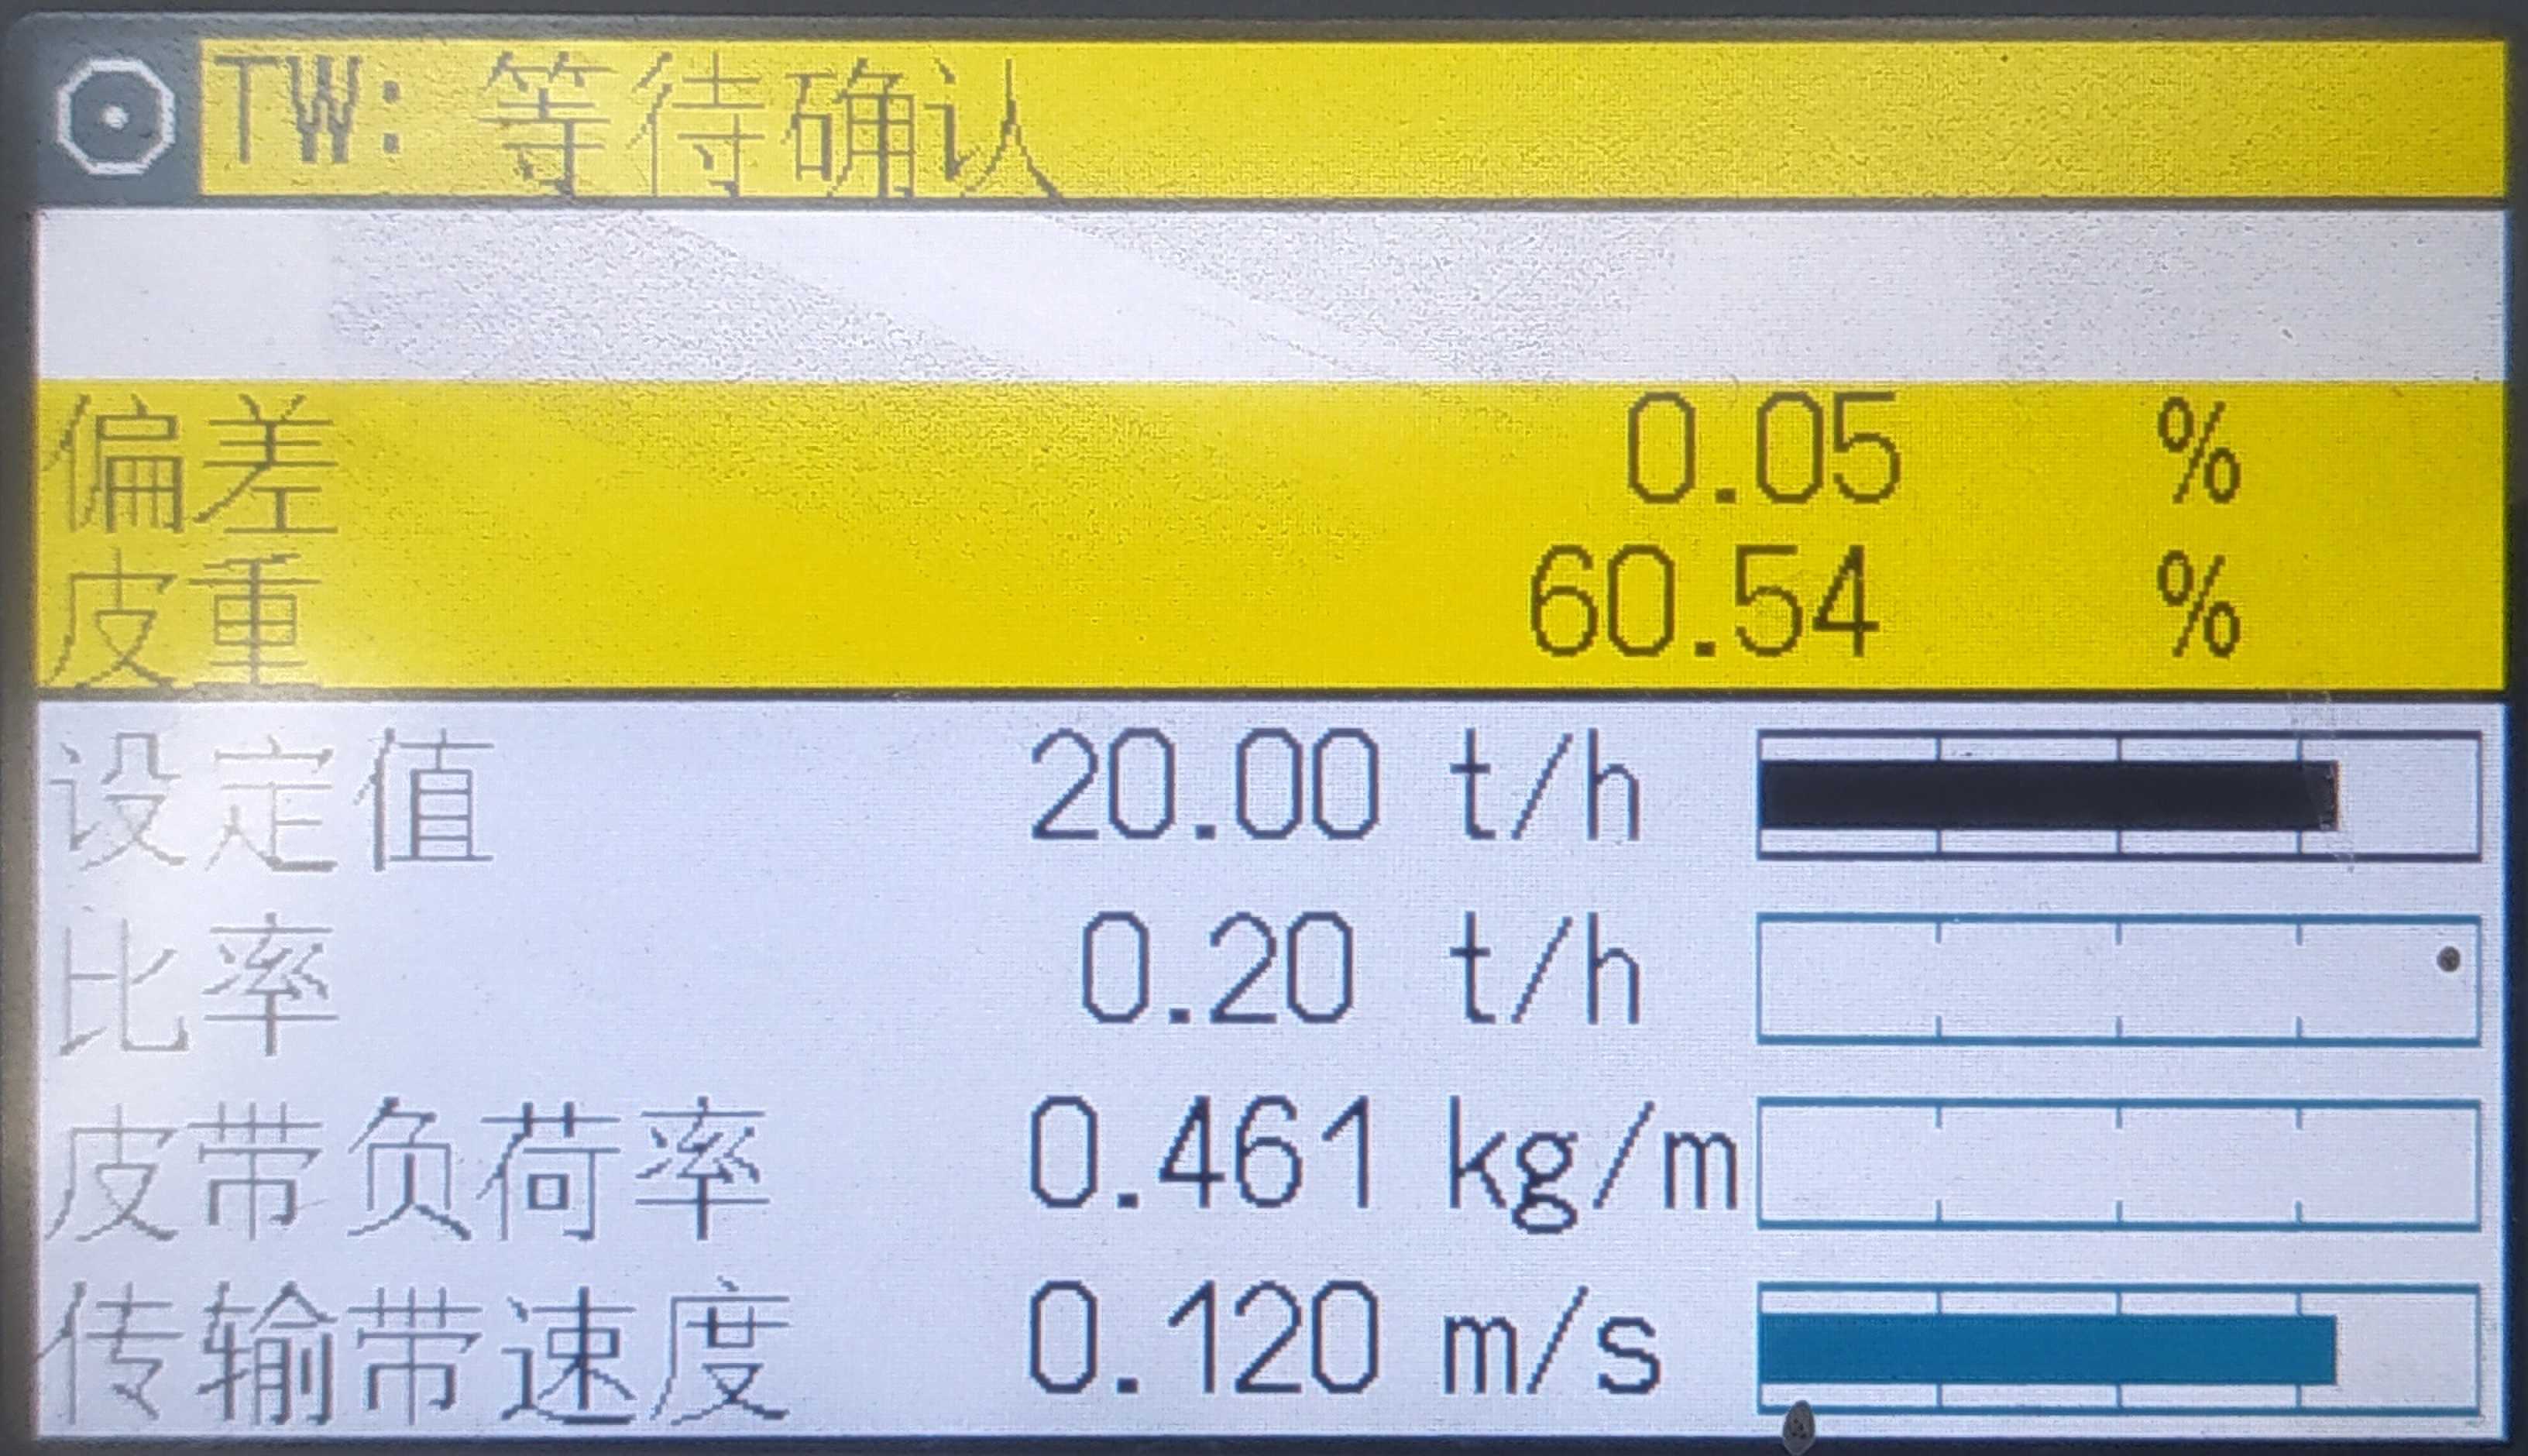 TW: 等待确认
偏差 0.05 %
皮重 60.54 %
设定值 20.00 t/h
比率 0.20 t/h
皮带负荷率 0.461 kg/m
传输带速度 0.120 m/s